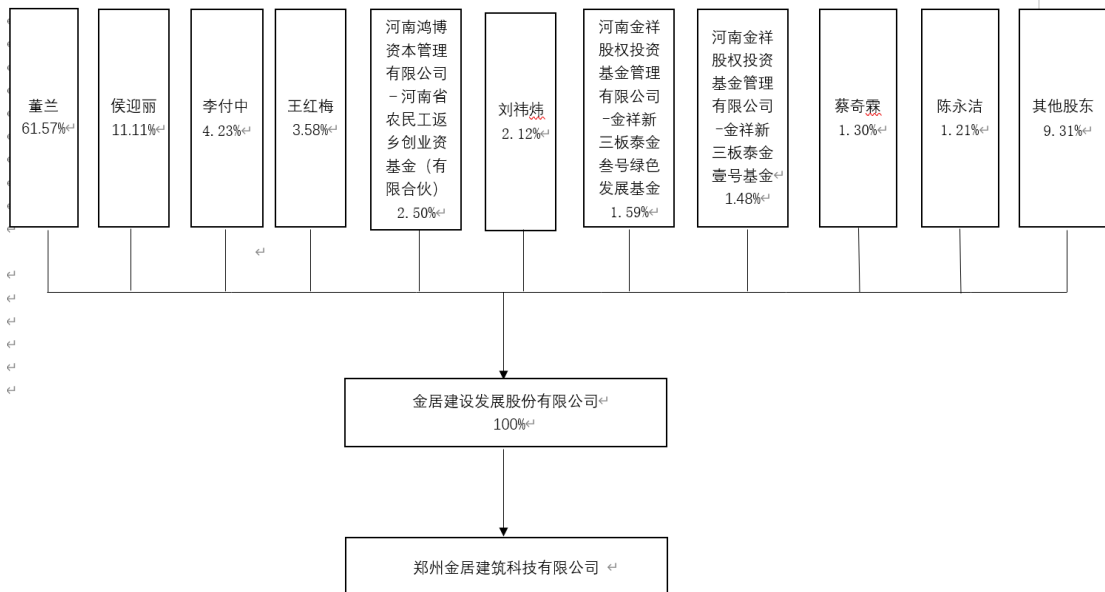 董兰
61.57%
侯迎丽
11.11%
李付中
4.23%
王红梅
3.58%
河南鸿博
资本管理
有限公司
－河南省
农民工返
乡创业资
基金（有
限合伙）
2.50%
刘祎炜
2.12%
河南金祥
股权投资
基金管理
有限公司
-金祥新
三板泰金
叁号绿色
发展基金
1.59%
河南金祥
股权投资
基金管理
有限公司
-金祥新
三板泰金
壹号基金
1.48%
蔡奇霖
1.30%
陈永洁
1.21%
其他股东
9.31%
金居建设发展股份有限公司
100%
郑州金居建筑科技有限公司